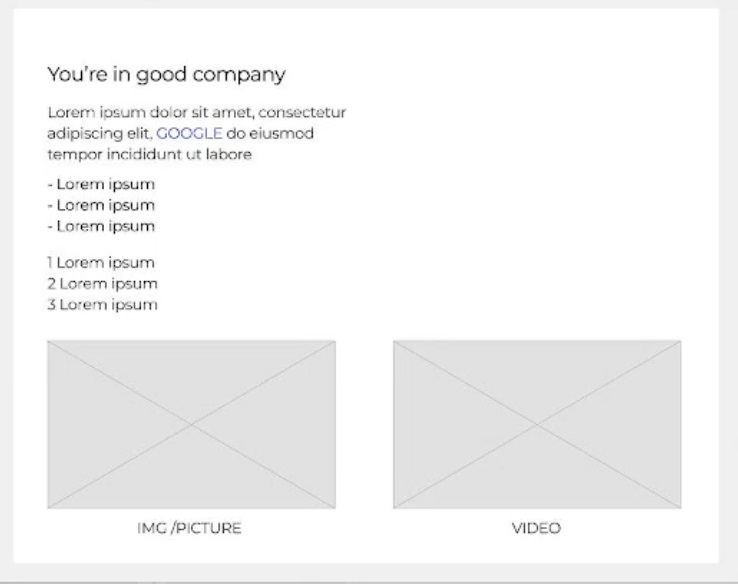 You're in good company
Lorem ipsum dolor sit amet, consectetur
adipiscing elit, GOOGLE do eiusmod
tempor incididunt ut labore
- Lorem ipsum
- Lorem ipsum
- Lorem ipsum
1 Lorem ipsum
2 Lorem ipsum
3 Lorem ipsum
IMG /PICTURE
VIDEO